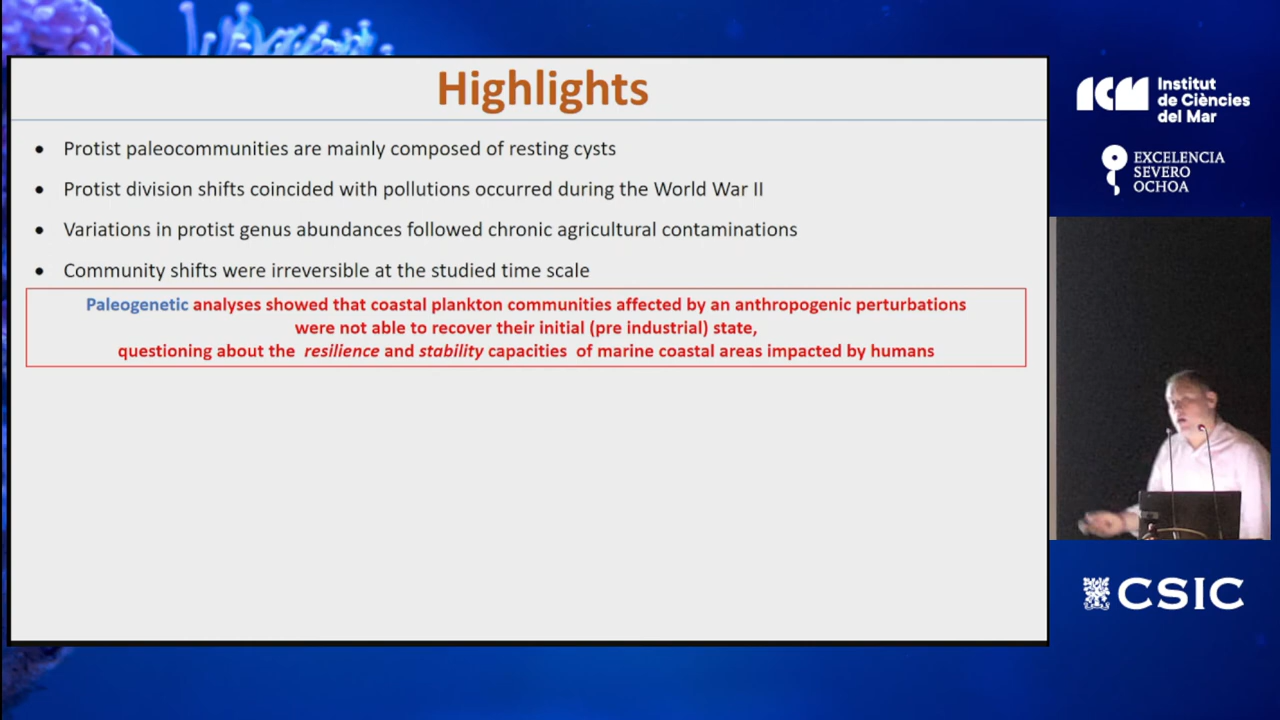 Highlights
• Protist paleocommunities are mainly composed of resting cysts
• Protist division shifts coincided with pollutions occurred during the World War II
• Variations in protist genus abundances followed chronic agricultural contaminations
• Community shifts were irreversible at the studied time scale
Paleogenetic analyses showed that coastal plankton communities affected by an anthropogenic perturbations
were not able to recover their initial (pre industrial) state,
questioning about the resilience and stability capacities of marine coastal areas impacted by humans
ICM
Institut
de Ciències
del Mar
EXCELENCIA
SEVERO
OCHOA
CSIC